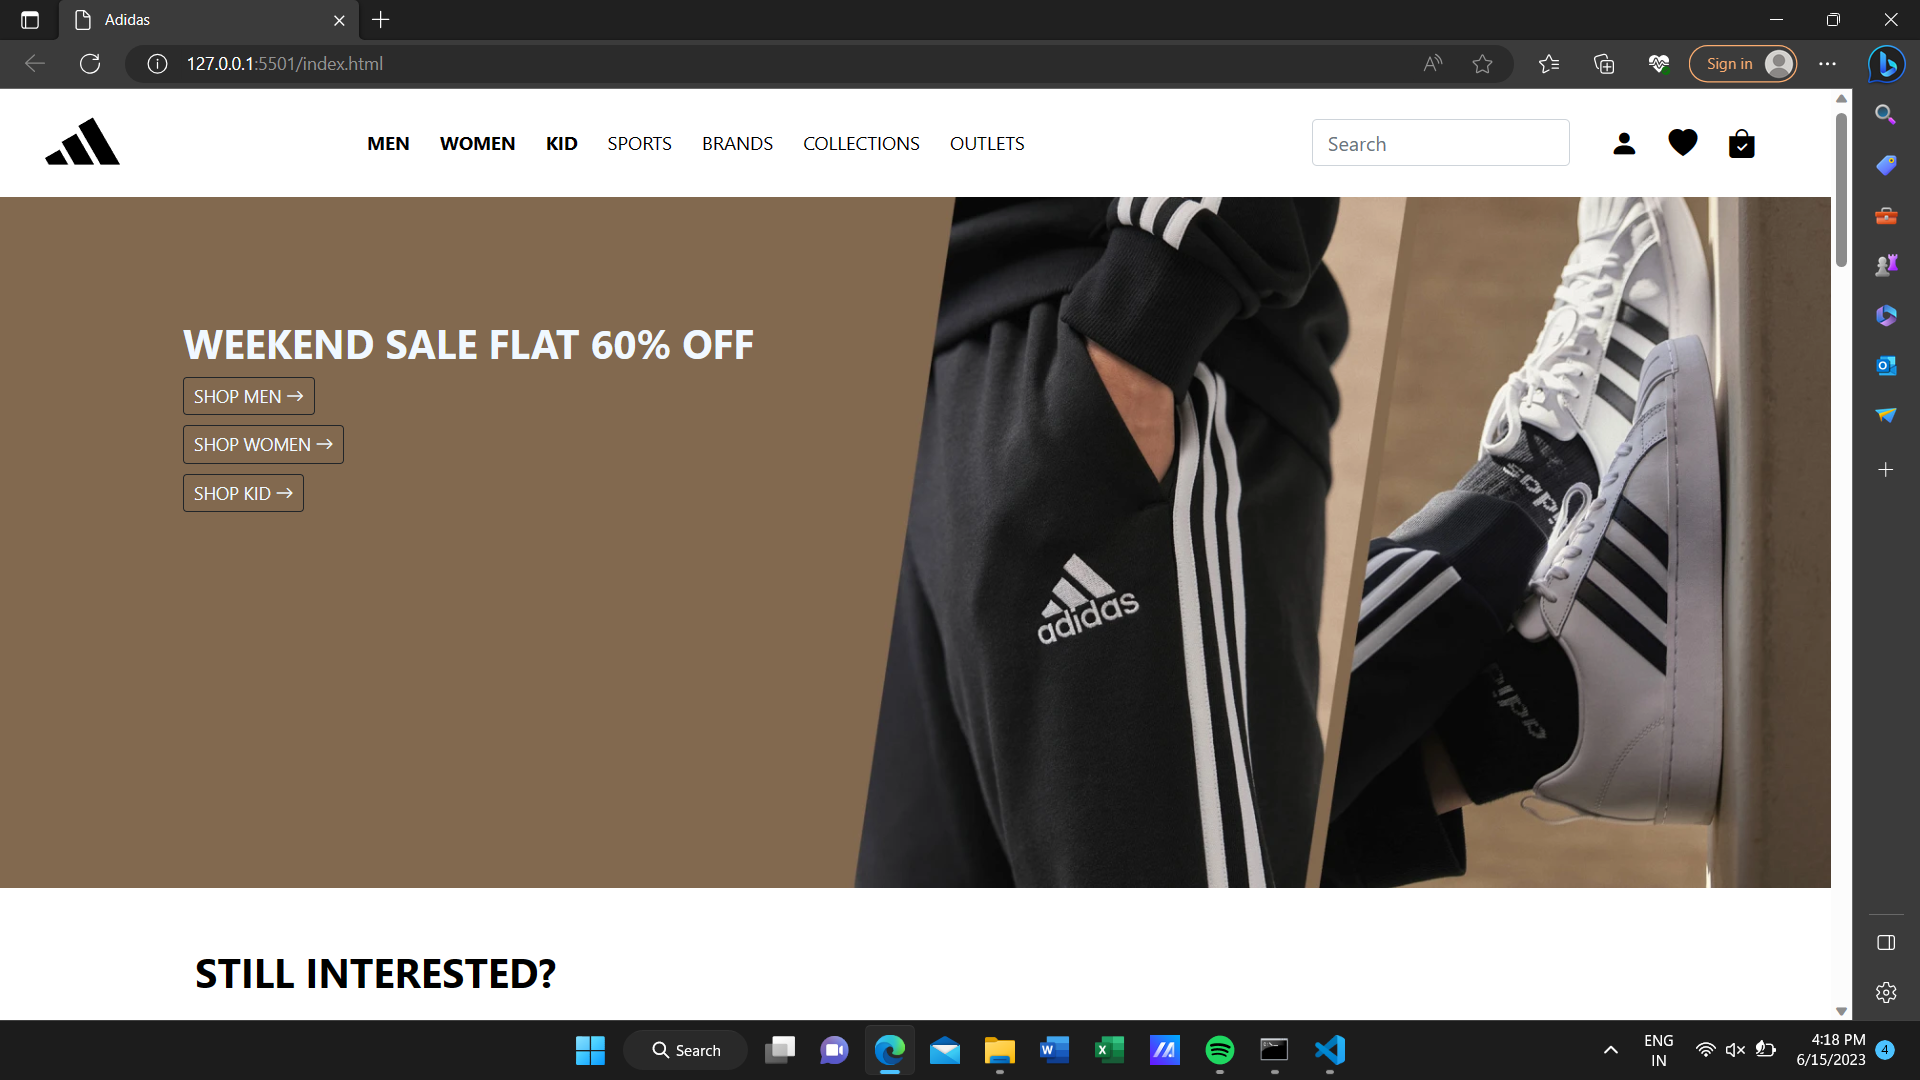 Adidas
127.0.0.1:5501/index.html
Sign in
MEN WOMEN KID SPORTS BRANDS COLLECTIONS OUTLETS
Search
WEEKEND SALE FLAT 60% OFF
SHOP MEN →
SHOP WOMEN →
SHOP KID →
adidas
STILL INTERESTED?
Search
ENG
IN
4:18 PM
6/15/2023
4